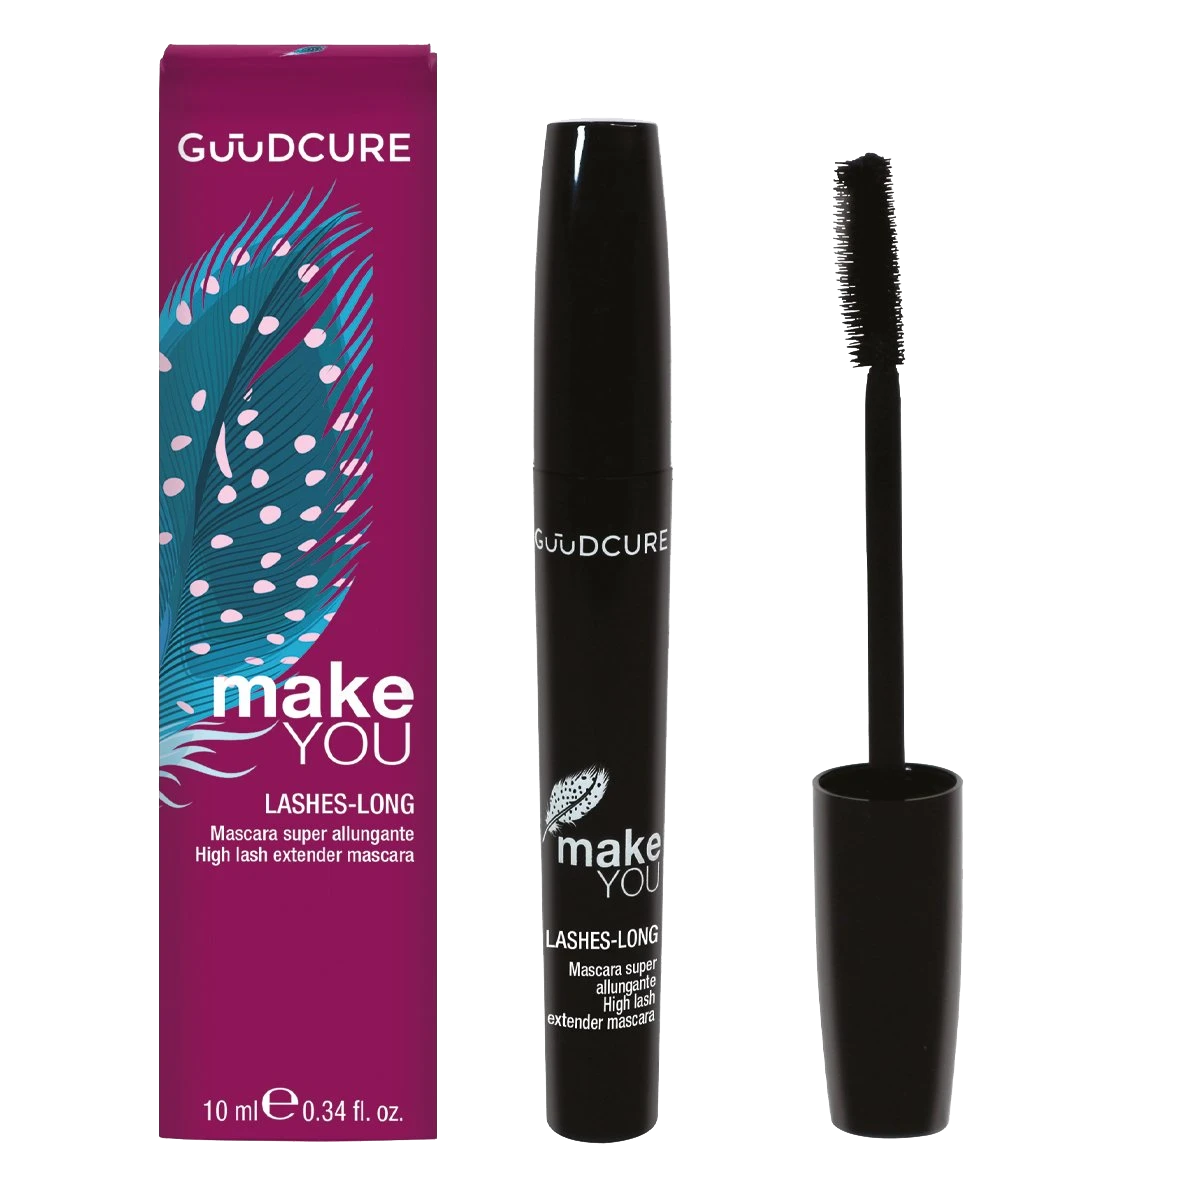 GUUDCURE
make
YOU
LASHES-LONG
Mascara super allungante
High lash extender mascara
10 ml ℮ 0.34 fl. oz.
GUUDCURE
make
YOU
LASHES-LONG
Mascara super
allungante
High lash
extender mascara